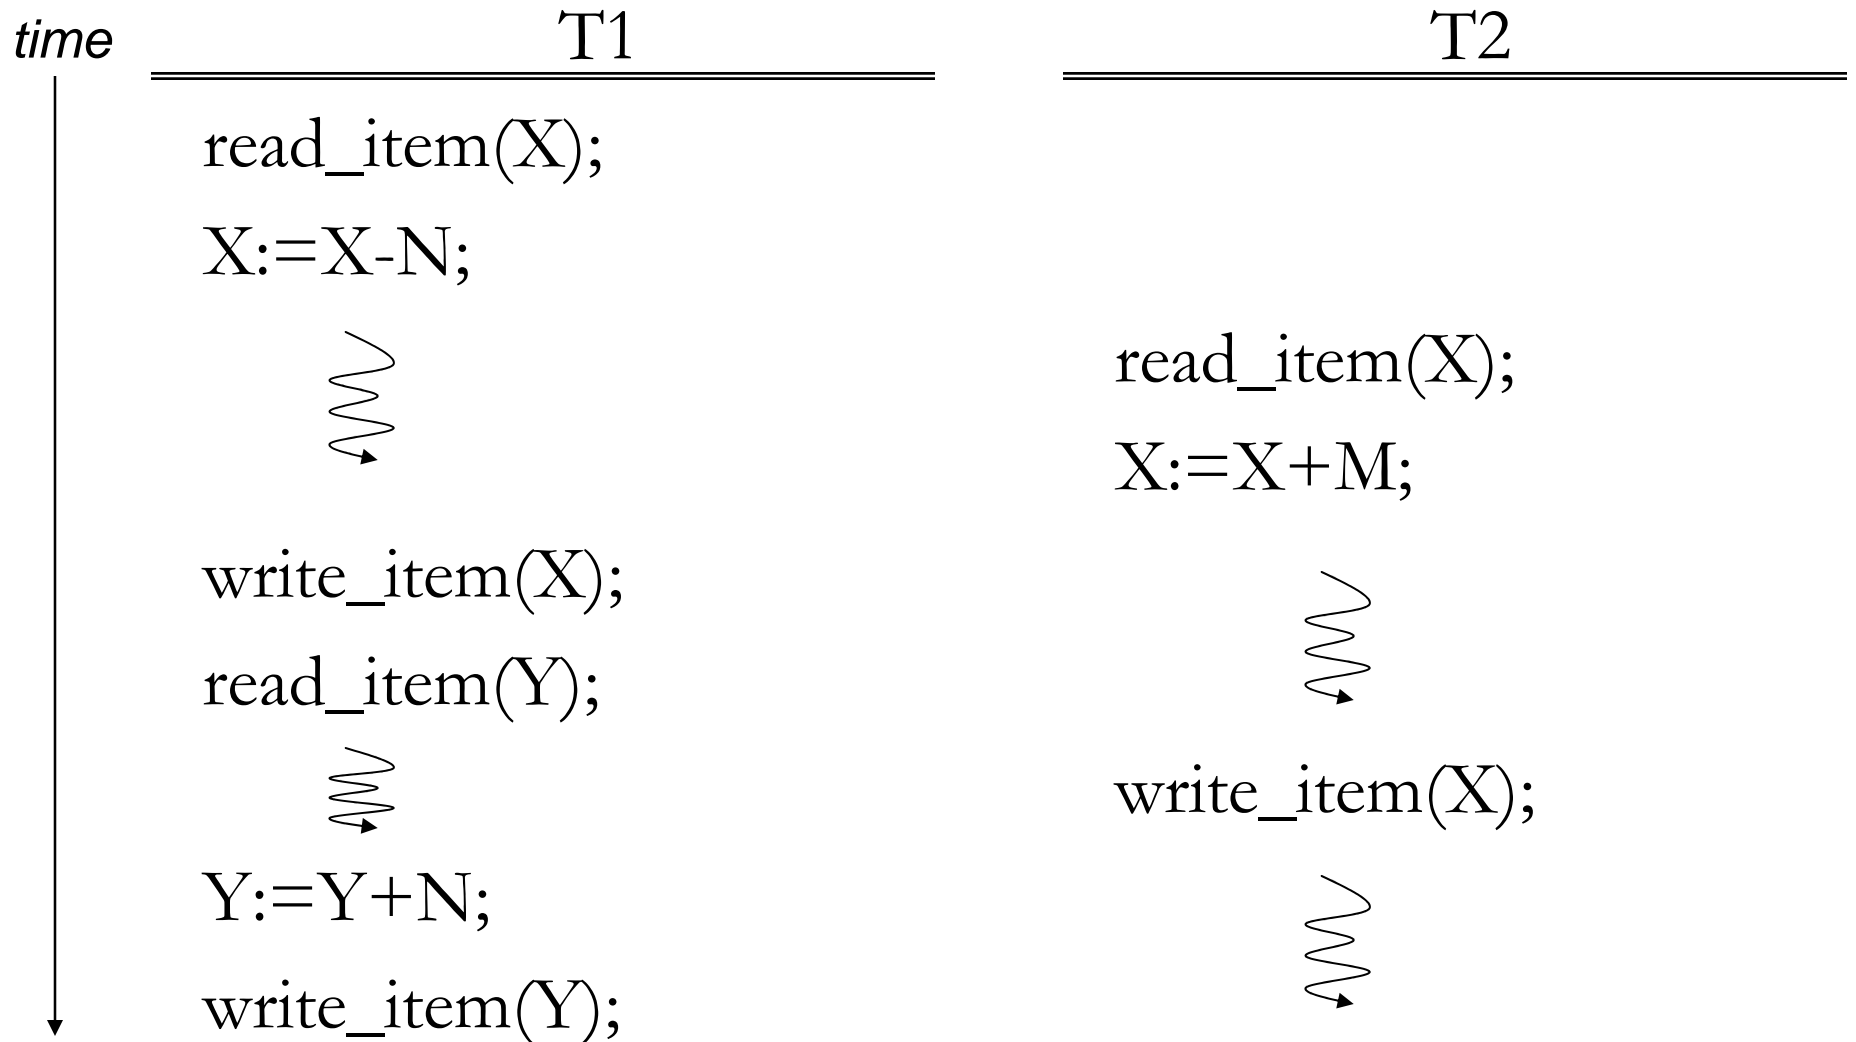 time T1 T2
read_item(X);
X:=X-N;
read_item(X);
X:=X+M;
write_item(X);
read_item(Y);
write_item(X);
Y:=Y+N;
write_item(Y);